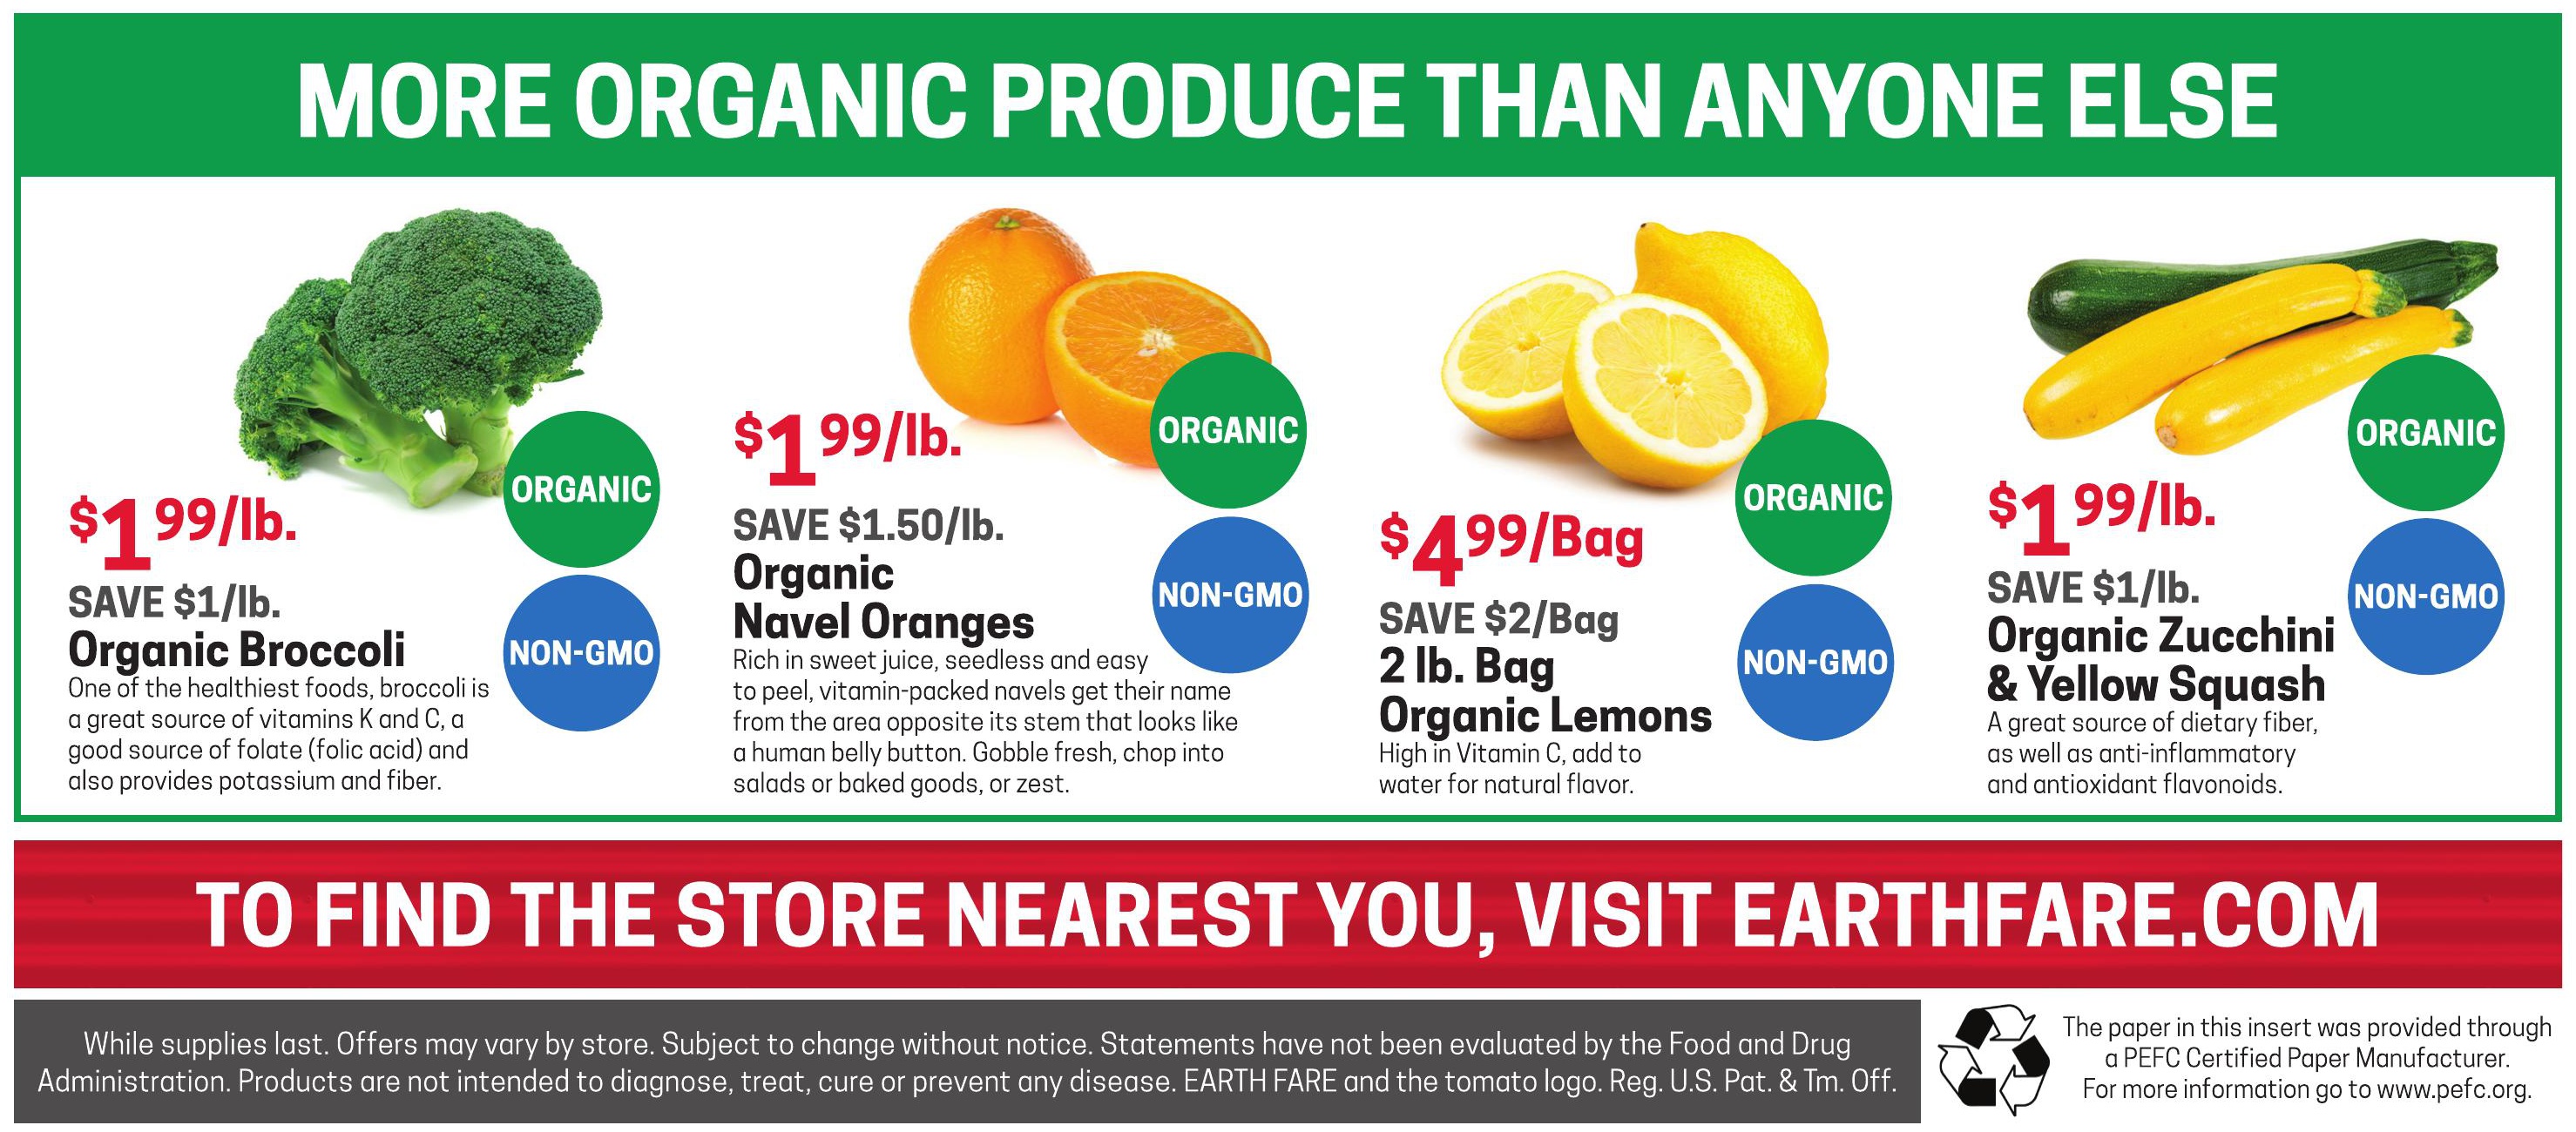 MORE ORGANIC PRODUCE THAN ANYONE ELSE
$1 99/lb.
SAVE $1/lb.
Organic Broccoli
One of the healthiest foods, broccoli is
a great source of vitamins K and C, a
good source of folate (folic acid) and
also provides potassium and fiber.
ORGANIC
NON-GMO
$1 99/lb.
SAVE $1.50/lb.
Organic
Navel Oranges
Rich in sweet juice, seedless and easy
to peel, vitamin-packed navels get their name
from the area opposite its stem that looks like
a human belly button. Gobble fresh, chop into
salads or baked goods, or zest.
ORGANIC
NON-GMO
$4 99/Bag
SAVE $2/Bag
2 lb. Bag
Organic Lemons
High in Vitamin C, add to
water for natural flavor.
ORGANIC
NON-GMO
$1 99/lb.
SAVE $1/lb.
Organic Zucchini
& Yellow Squash
A great source of dietary fiber,
as well as anti-inflammatory
and antioxidant flavonoids.
ORGANIC
NON-GMO
TO FIND THE STORE NEAREST YOU, VISIT EARTHFARE.COM
While supplies last. Offers may vary by store. Subject to change without notice. Statements have not been evaluated by the Food and Drug
Administration. Products are not intended to diagnose, treat, cure or prevent any disease. EARTH FARE and the tomato logo. Reg. U.S. Pat. & Tm. Off.
The paper in this insert was provided through
a PEFC Certified Paper Manufacturer.
For more information go to www.pefc.org.